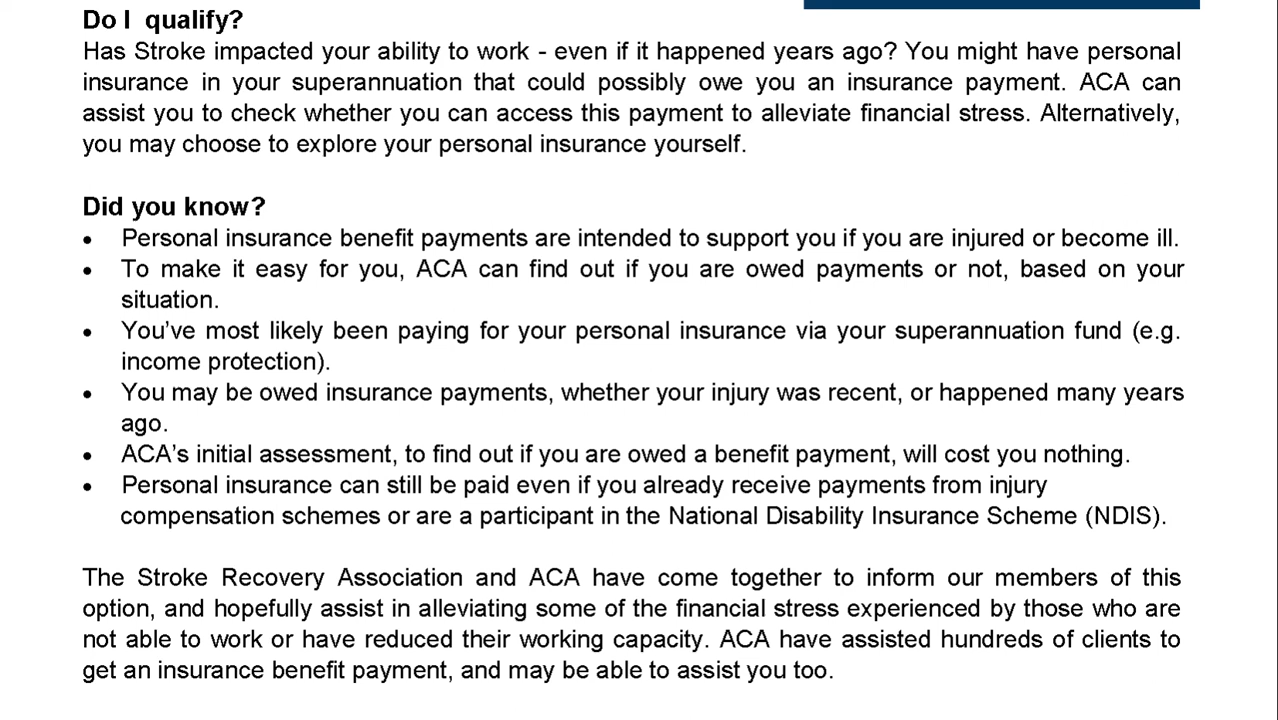 Do I  qualify?
Has Stroke impacted your ability to work - even if it happened years ago? You might have personal
insurance in your superannuation that could possibly owe you an insurance payment. ACA can
assist you to check whether you can access this payment to alleviate financial stress. Alternatively,
you may choose to explore your personal insurance yourself.
Did you know?
• Personal insurance benefit payments are intended to support you if you are injured or become ill.
• To make it easy for you, ACA can find out if you are owed payments or not, based on your
situation.
• You’ve most likely been paying for your personal insurance via your superannuation fund (e.g.
income protection).
• You may be owed insurance payments, whether your injury was recent, or happened many years
ago.
• ACA’s initial assessment, to find out if you are owed a benefit payment, will cost you nothing.
• Personal insurance can still be paid even if you already receive payments from injury
compensation schemes or are a participant in the National Disability Insurance Scheme (NDIS).
The Stroke Recovery Association and ACA have come together to inform our members of this
option, and hopefully assist in alleviating some of the financial stress experienced by those who are
not able to work or have reduced their working capacity. ACA have assisted hundreds of clients to
get an insurance benefit payment, and may be able to assist you too.